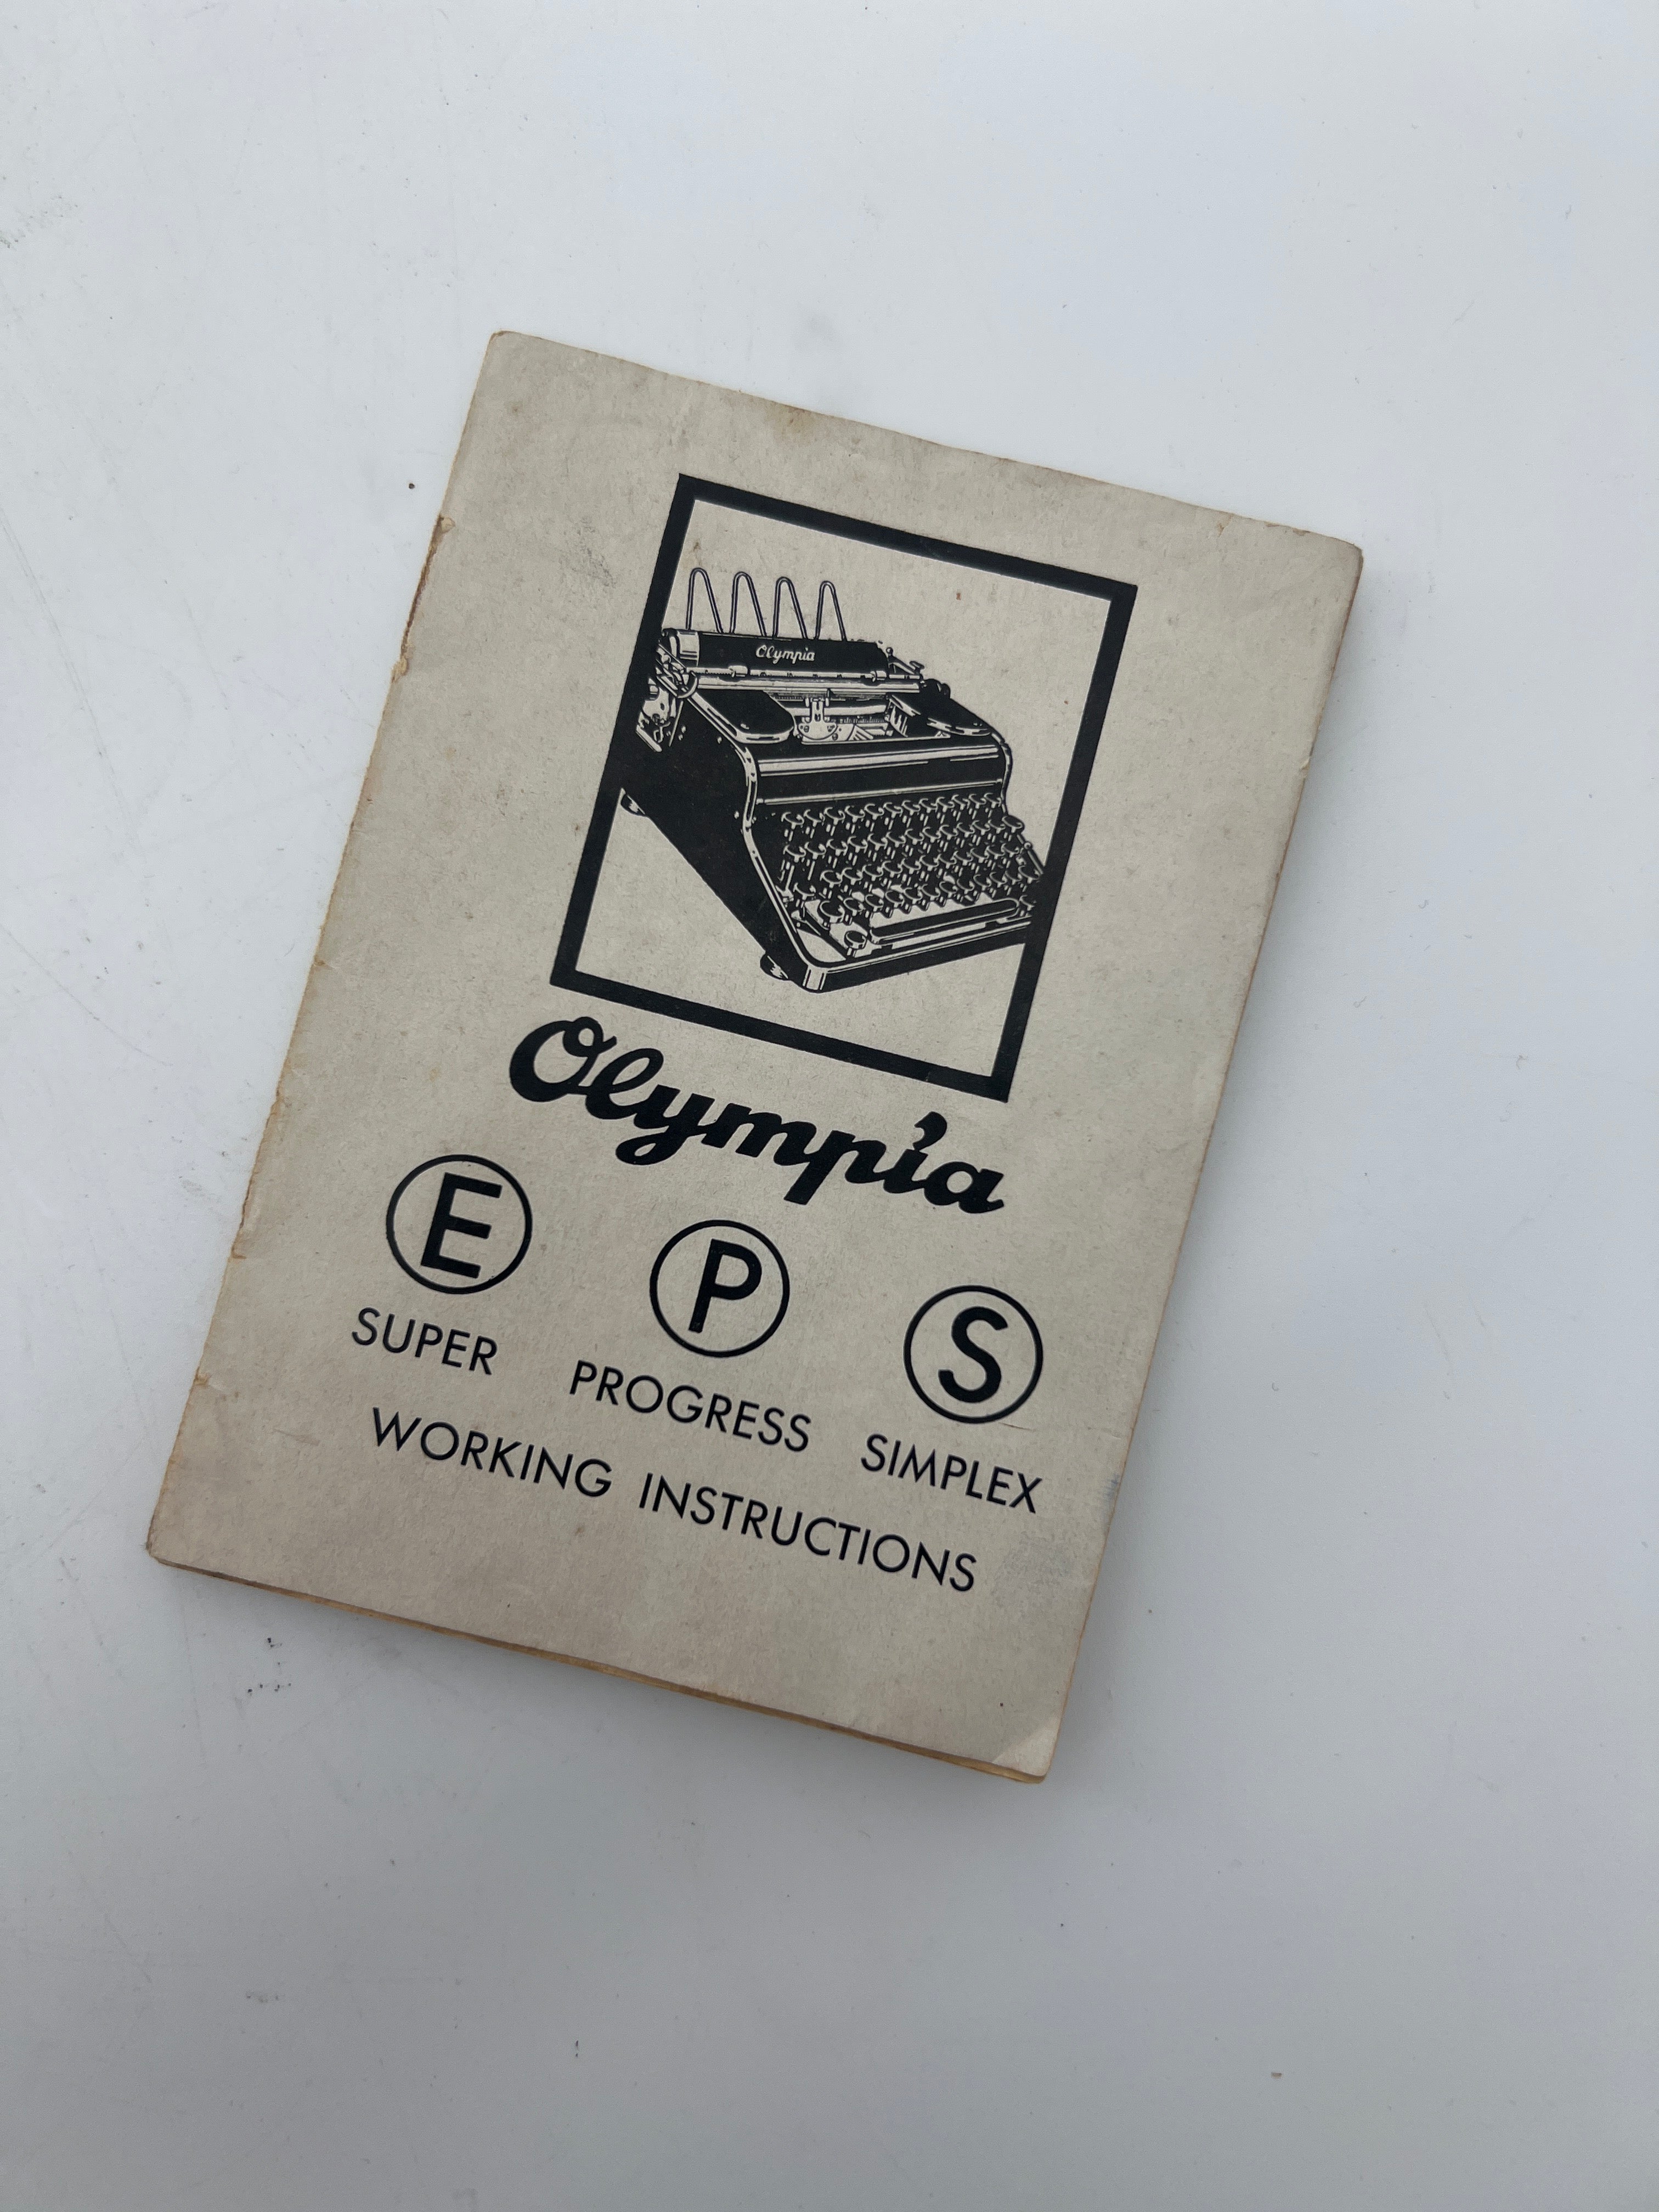 Olympia
Olympia
E P S
SUPER PROGRESS SIMPLEX
WORKING INSTRUCTIONS